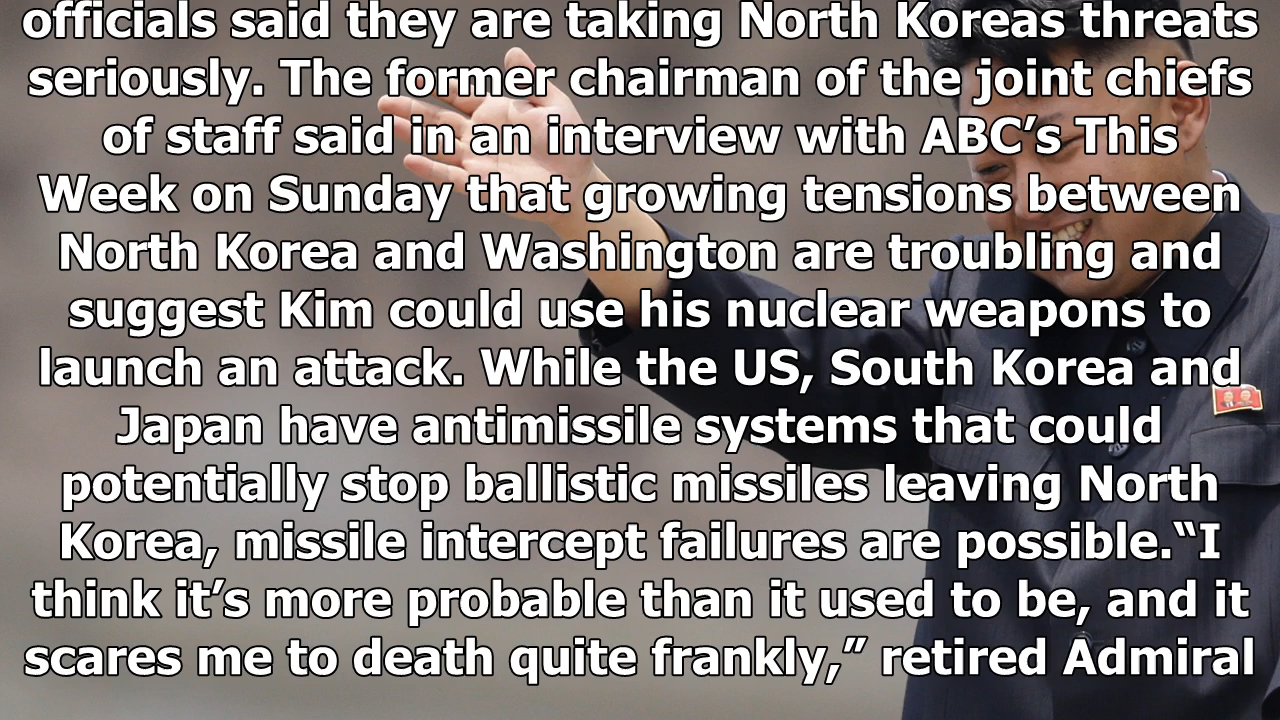 officials said they are taking North Koreas threats
seriously. The former chairman of the joint chiefs
of staff said in an interview with ABC’s This
Week on Sunday that growing tensions between
North Korea and Washington are troubling and
suggest Kim could use his nuclear weapons to
launch an attack. While the US, South Korea and
Japan have antimissile systems that could
potentially stop ballistic missiles leaving North
Korea, missile intercept failures are possible.“I
think it’s more probable than it used to be, and it
scares me to death quite frankly,” retired Admiral